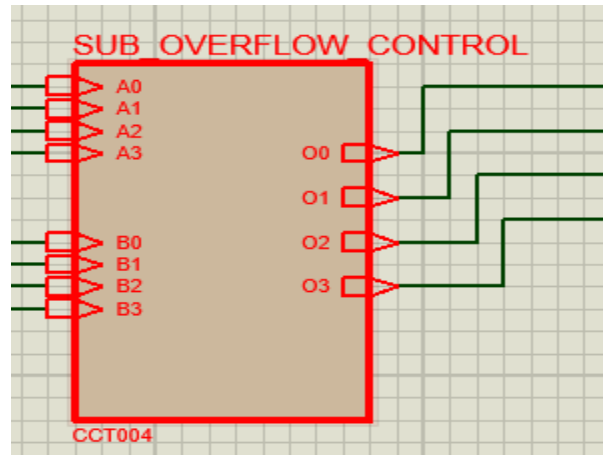 SUB_OVERFLOW_CONTROL
A0
A1
A2
A3
O0
O1
B0
O2
B1
B2
O3
B3
CCT004